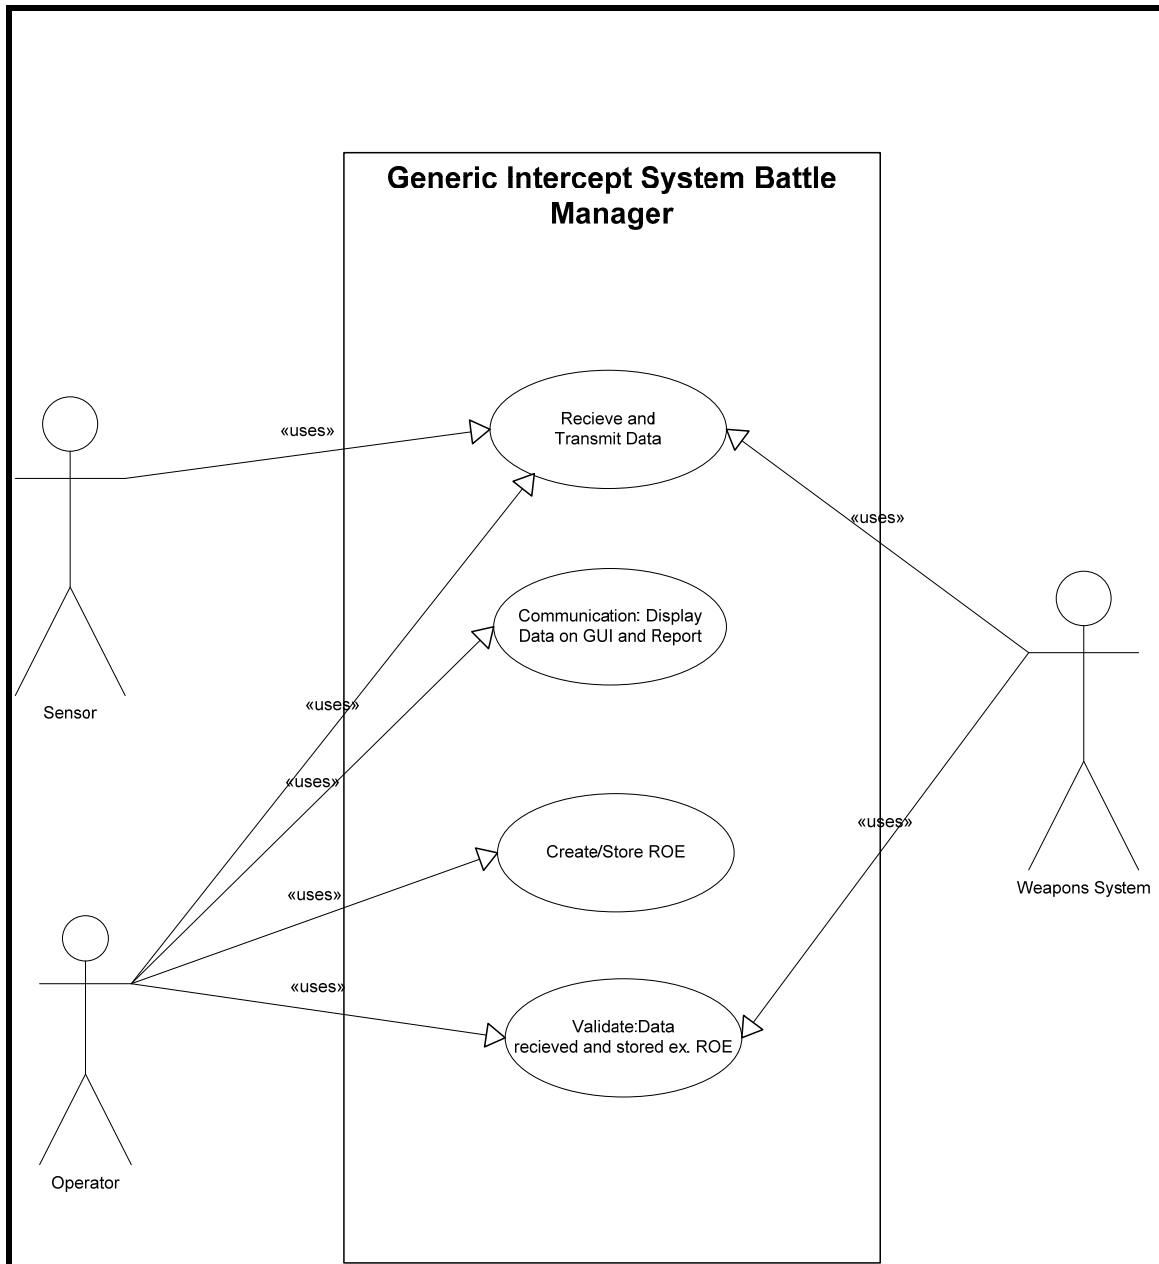 Generic Intercept System Battle
Manager
Recieve and
Transmit Data
«uses»
«uses»
Communication: Display
Data on GUI and Report
Sensor
«uses»
«uses»
Create/Store ROE
«uses»
Weapons System
«uses»
«uses»
Validate:Data
recieved and stored ex. ROE
Operator